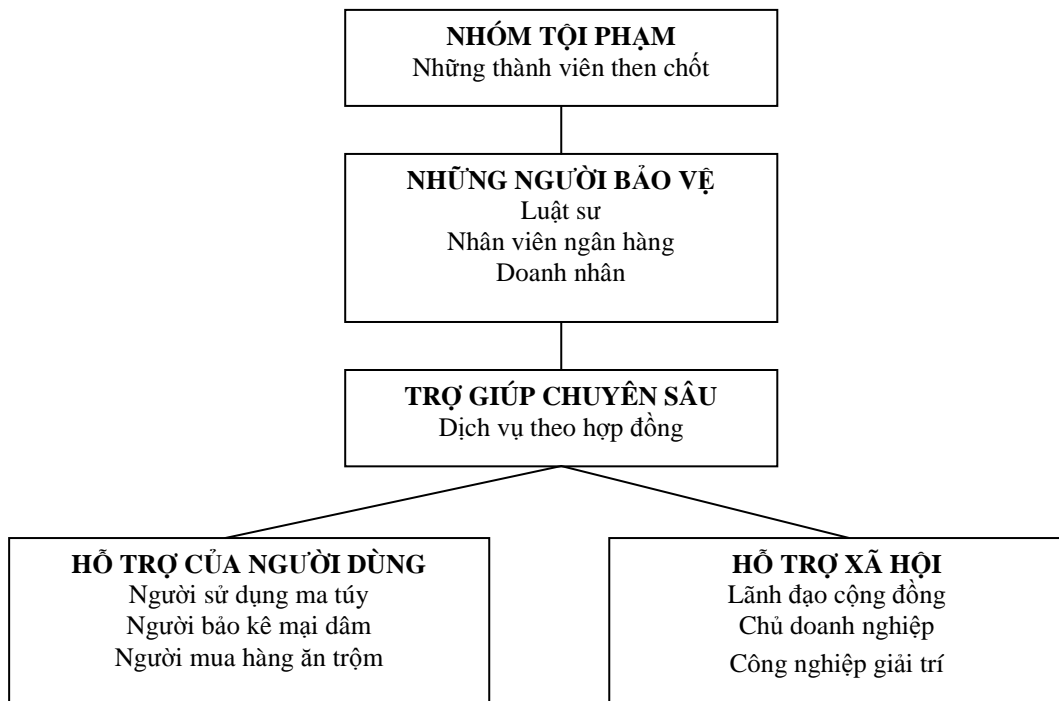 NHÓM TỘI PHẠM
Những thành viên then chốt
NHỮNG NGƯỜI BẢO VỆ
Luật sư
Nhân viên ngân hàng
Doanh nhân
TRỢ GIÚP CHUYÊN SÂU
Dịch vụ theo hợp đồng
HỖ TRỢ CỦA NGƯỜI DÙNG
Người sử dụng ma túy
Người bảo kê mại dâm
Người mua hàng ăn trộm
HỖ TRỢ XÃ HỘI
Lãnh đạo cộng đồng
Chủ doanh nghiệp
Công nghiệp giải trí